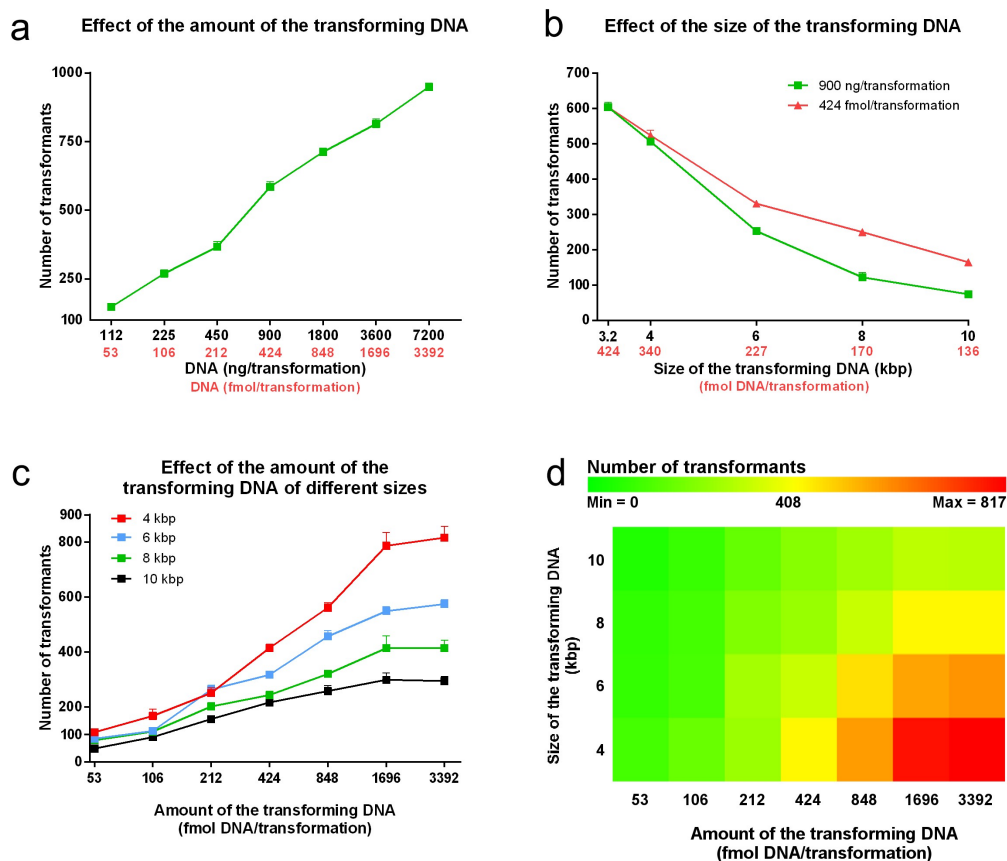 a
Effect of the amount of the transforming DNA
Number of transformants
1000
750
500
250
100
112 225 450 900 1800 3600 7200
53 106 212 424 848 1696 3392
DNA (ng/transformation)
DNA (fmol/transformation)
b
Effect of the size of the transforming DNA
Number of transformants
700
600
500
400
300
200
100
0
900 ng/transformation
424 fmol/transformation
3.2 4 6 8 10
424 340 227 170 136
Size of the transforming DNA (kbp)
(fmol DNA/transformation)
c
Effect of the amount of the
transforming DNA of different sizes
Number of transformants
900
800
600
400
200
100
0
4 kbp
6 kbp
8 kbp
10 kbp
53 106 212 424 848 1696 3392
Amount of the transforming DNA
(fmol DNA/transformation)
d
Number of transformants
Min = 0 408 Max = 817
Size of the transforming DNA
(kbp)
10
8
6
4
53 106 212 424 848 1696 3392
Amount of the transforming DNA
(fmol DNA/transformation)